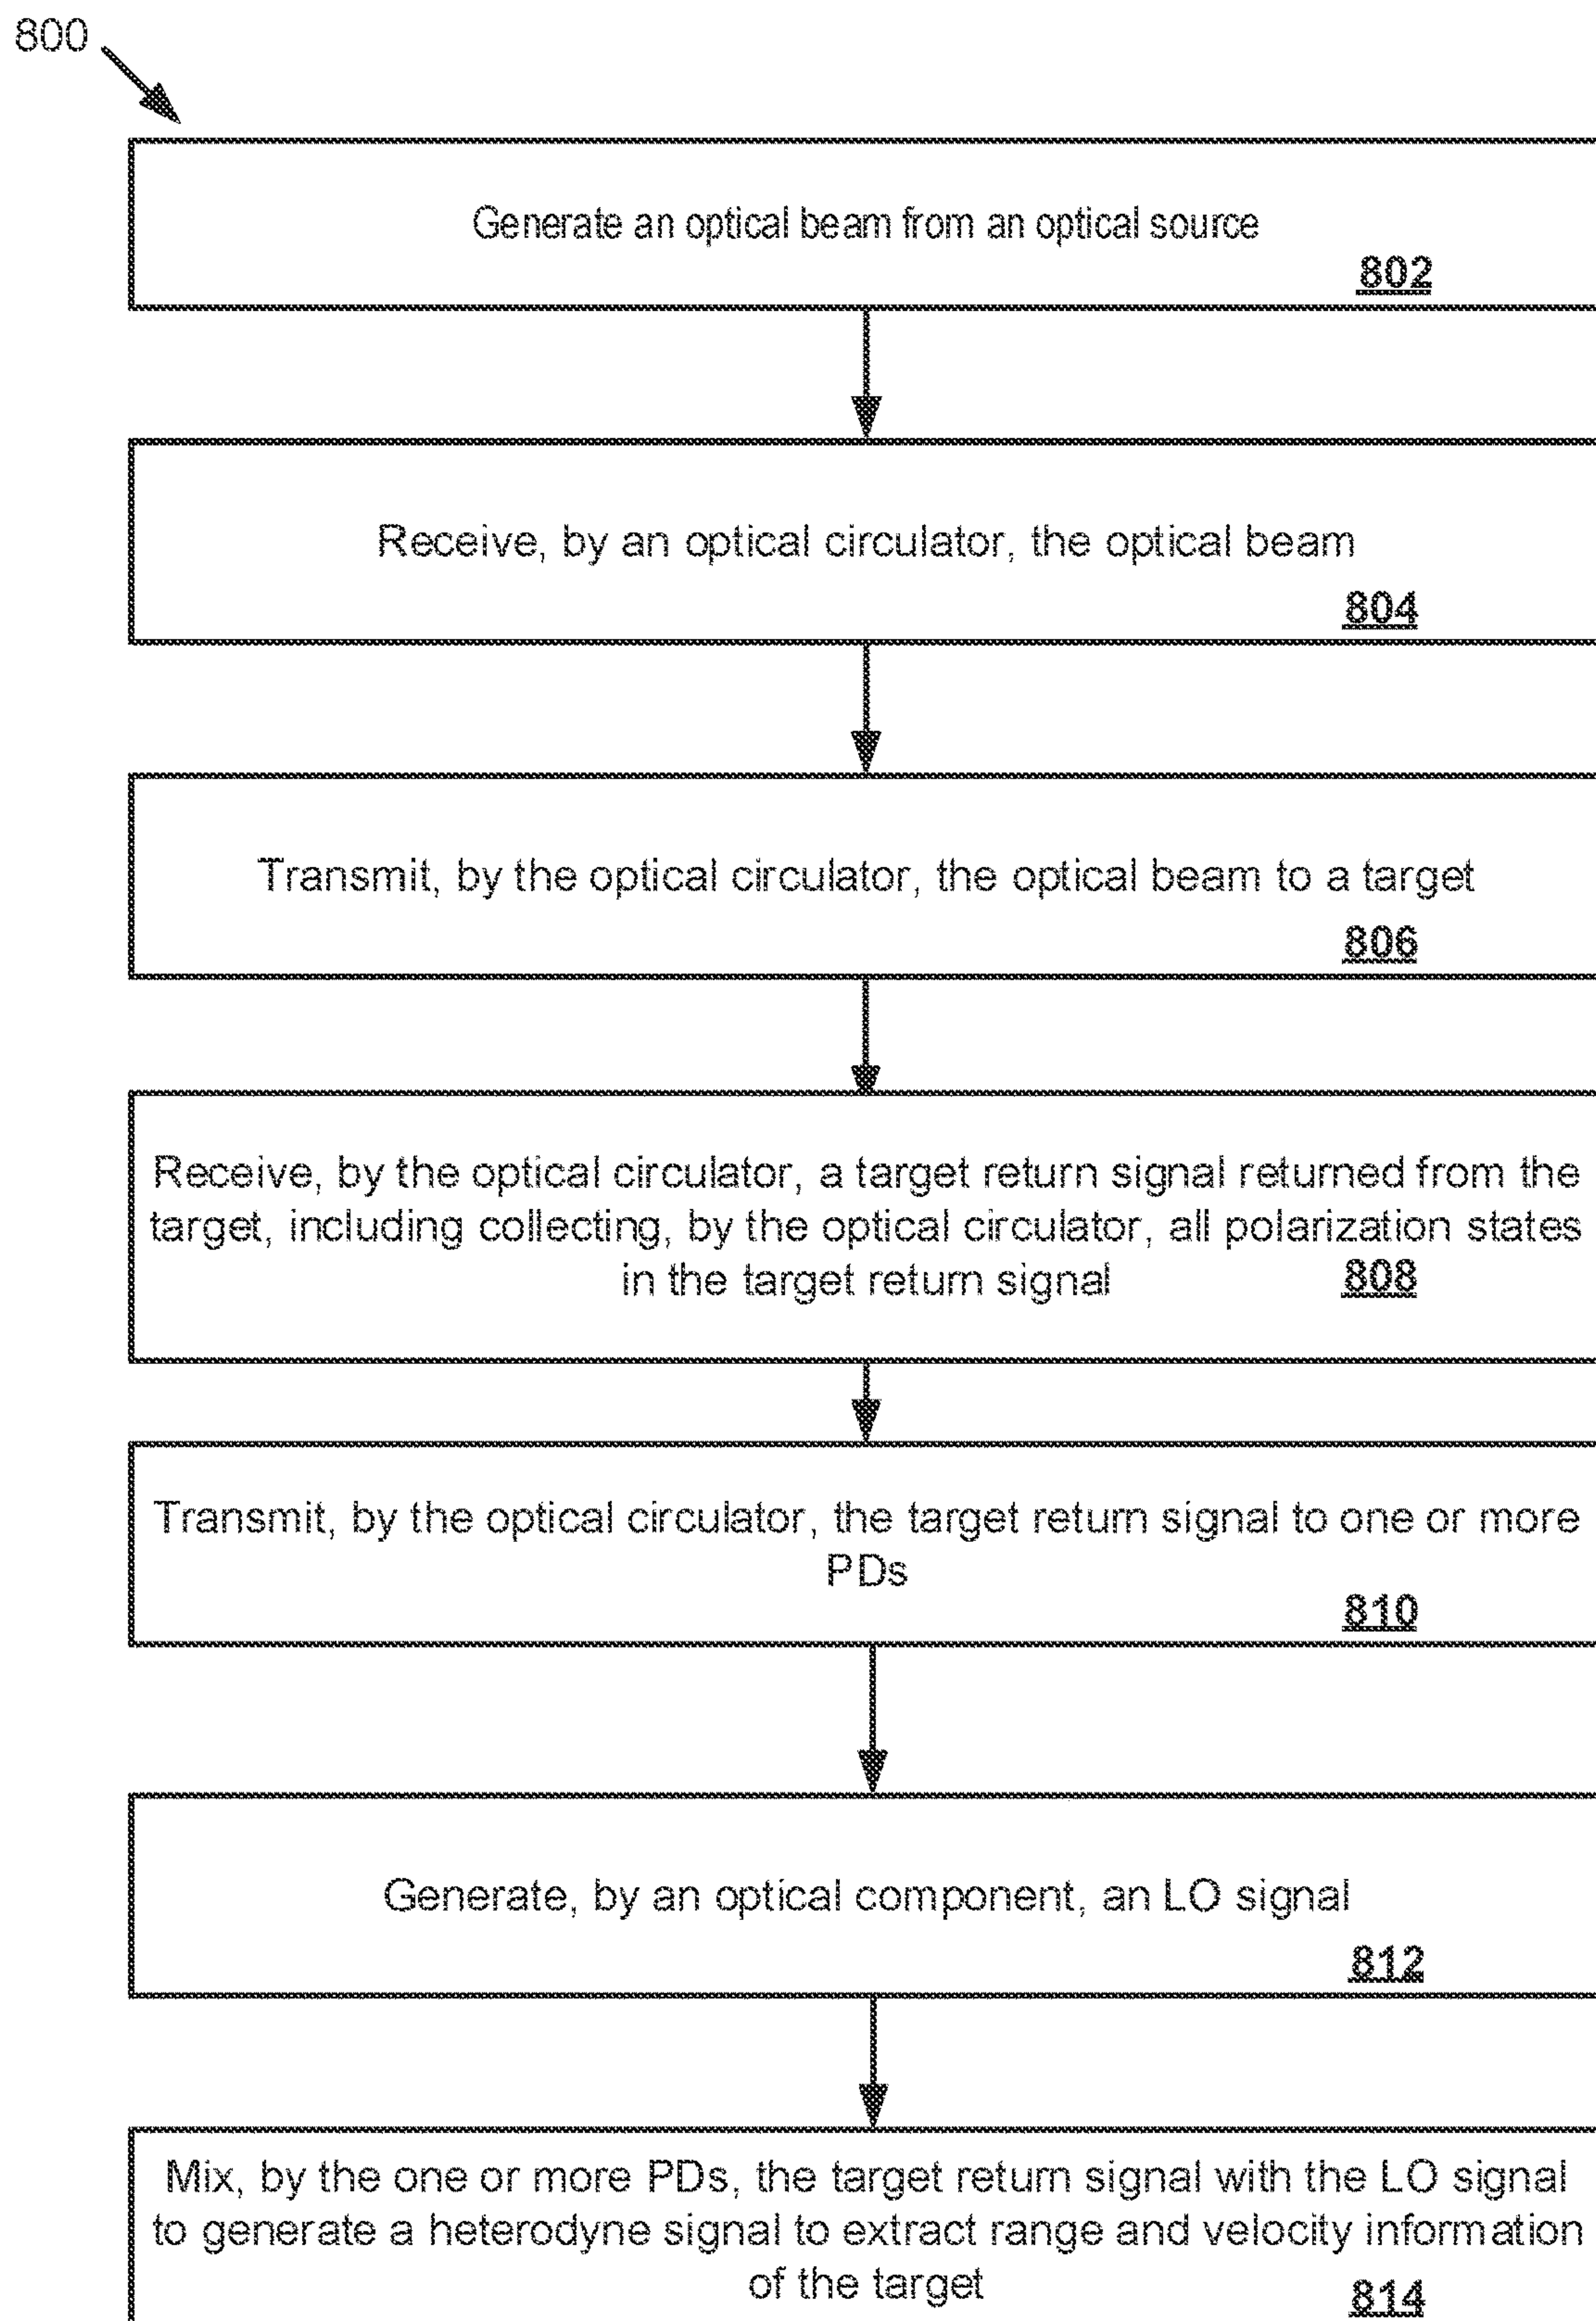 800
Generate an optical beam from an optical source
802
Receive, by an optical circulator, the optical beam
804
Transmit, by the optical circulator, the optical beam to a target
806
Receive, by the optical circulator, a target return signal returned from the
target, including collecting, by the optical circulator, all polarization states
in the target return signal
808
Transmit, by the optical circulator, the target return signal to one or more
PDs
810
Generate, by an optical component, an LO signal
812
Mix, by the one or more PDs, the target return signal with the LO signal
to generate a heterodyne signal to extract range and velocity information
of the target
814